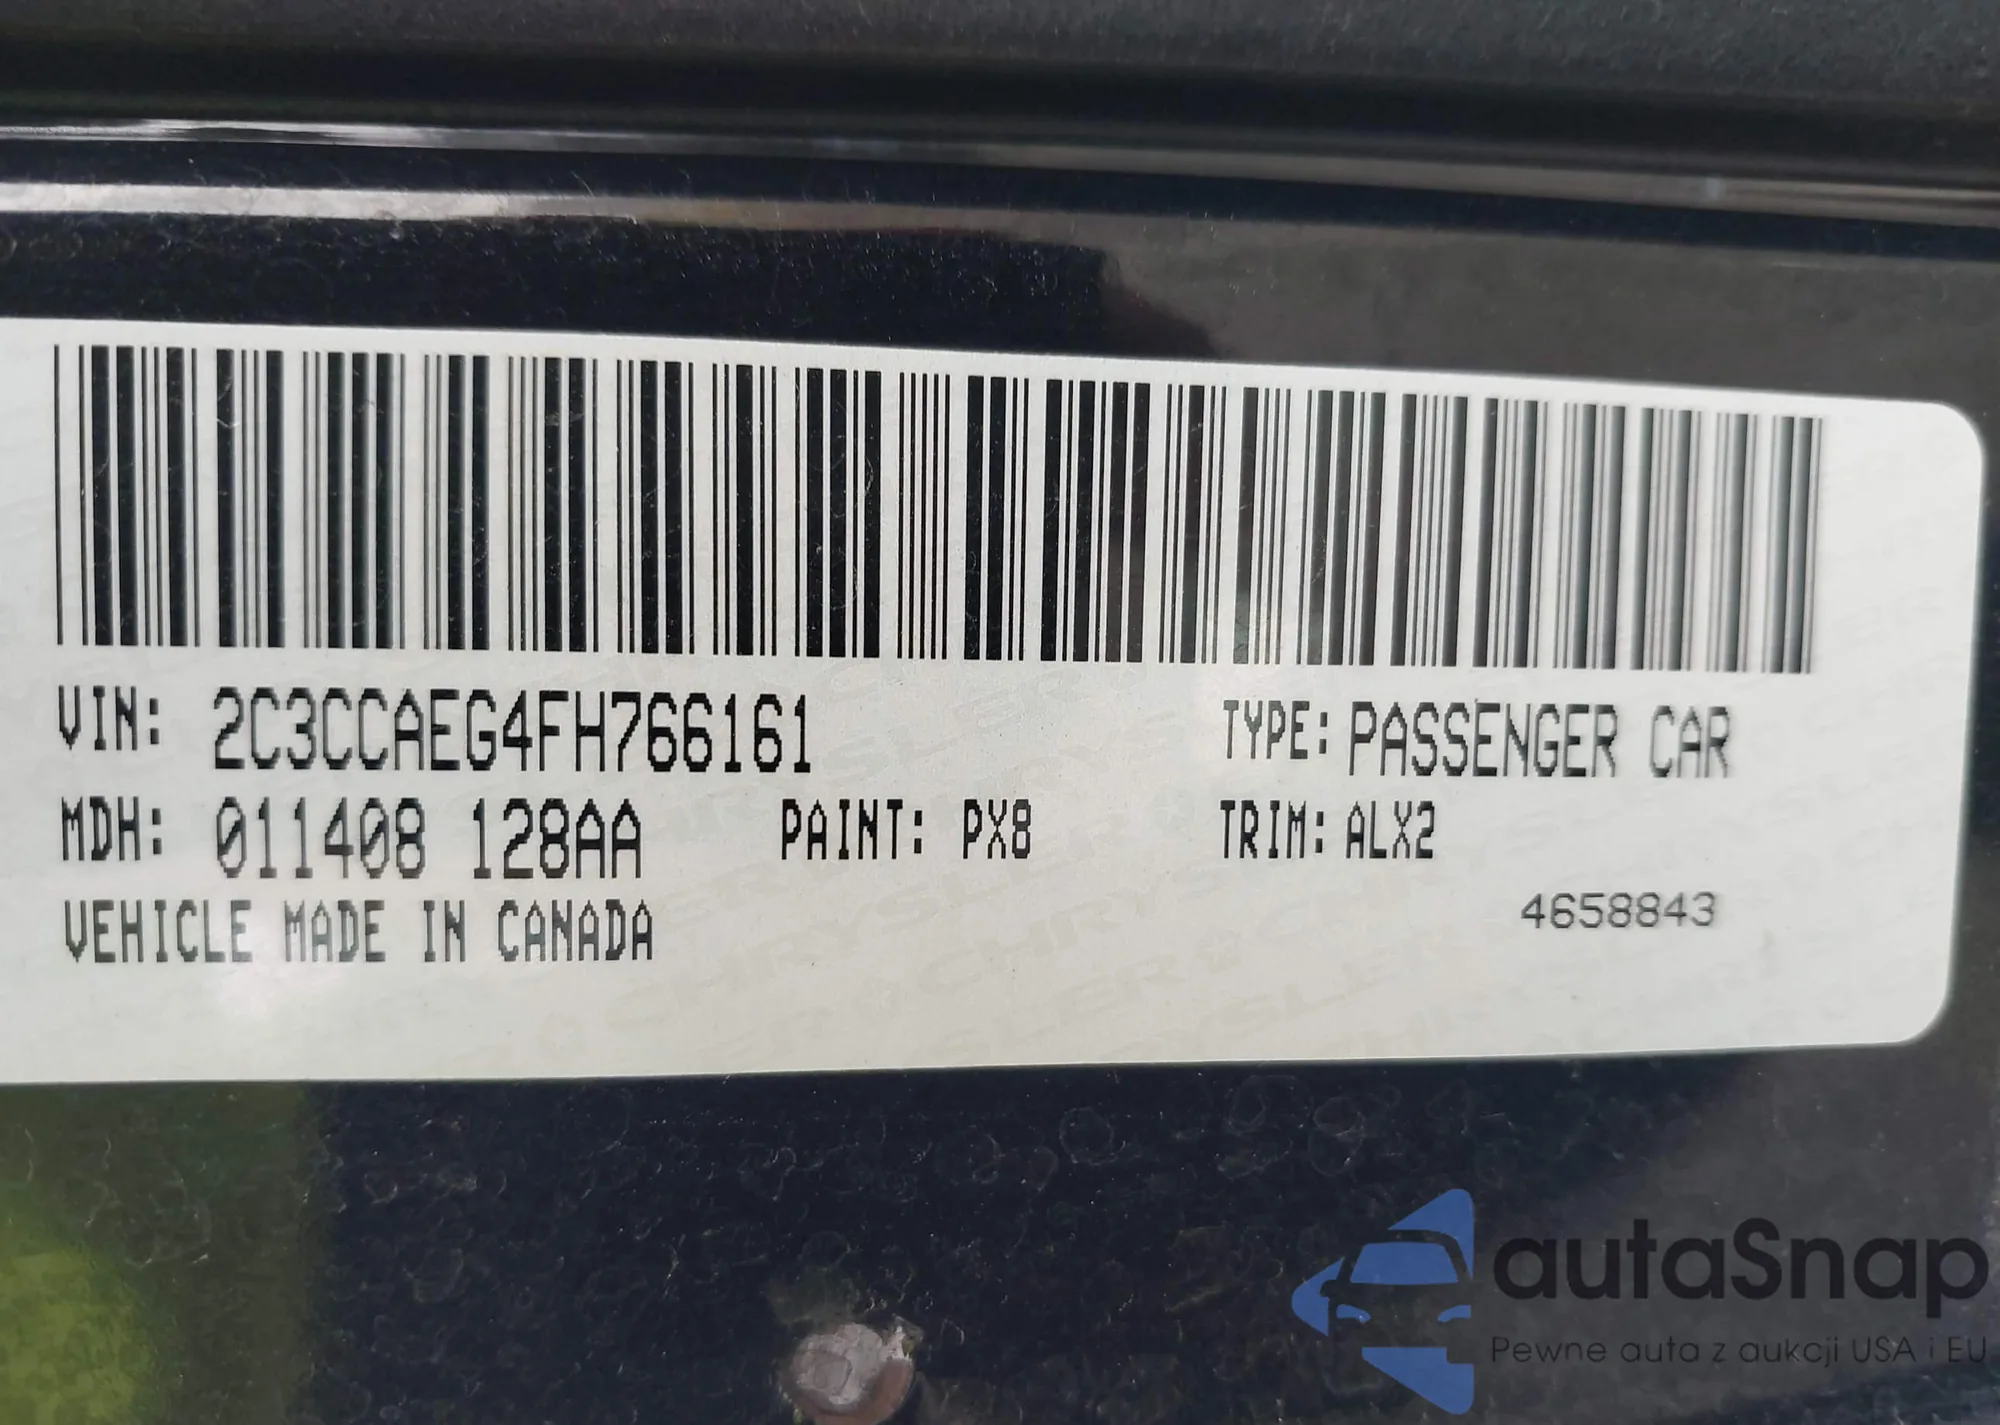 VIN: 2C3CCAEG4FH766161 TYPE: PASSENGER CAR
MDH: 011408 128AA PAINT: PX8 TRIM: ALX2
VEHICLE MADE IN CANADA 4658843
autaSnap
Pewne auta z aukcji USA i EU